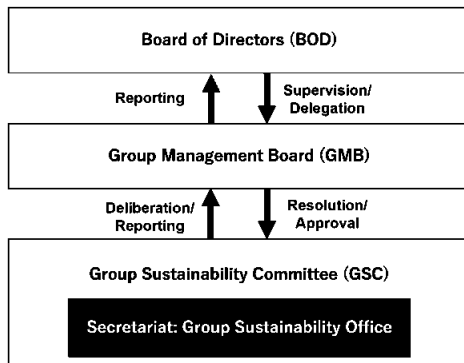 Board of Directors (BOD)
Reporting
Supervision/
Delegation
Group Management Board (GMB)
Deliberation/
Reporting
Resolution/
Approval
Group Sustainability Committee (GSC)
Secretariat: Group Sustainability Office